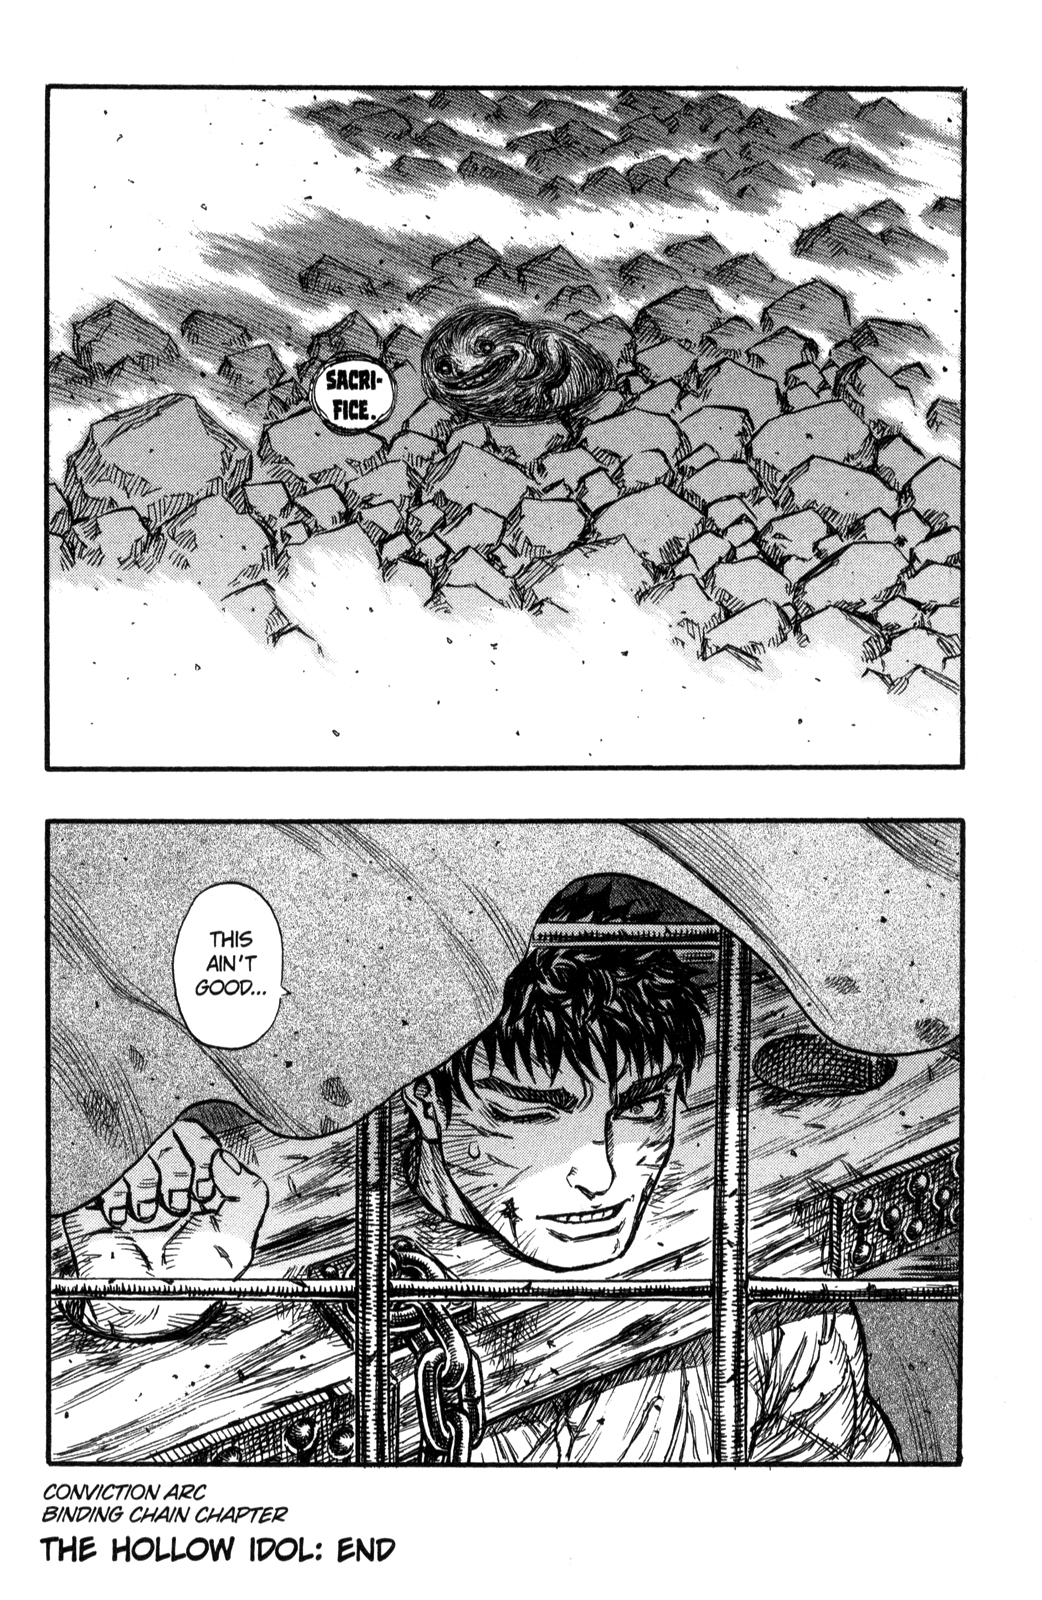 SACRI-
FICE.
THIS
AIN'T
GOOD...
CONVICTION ARC
BINDING CHAIN CHAPTER
THE HOLLOW IDOL: END